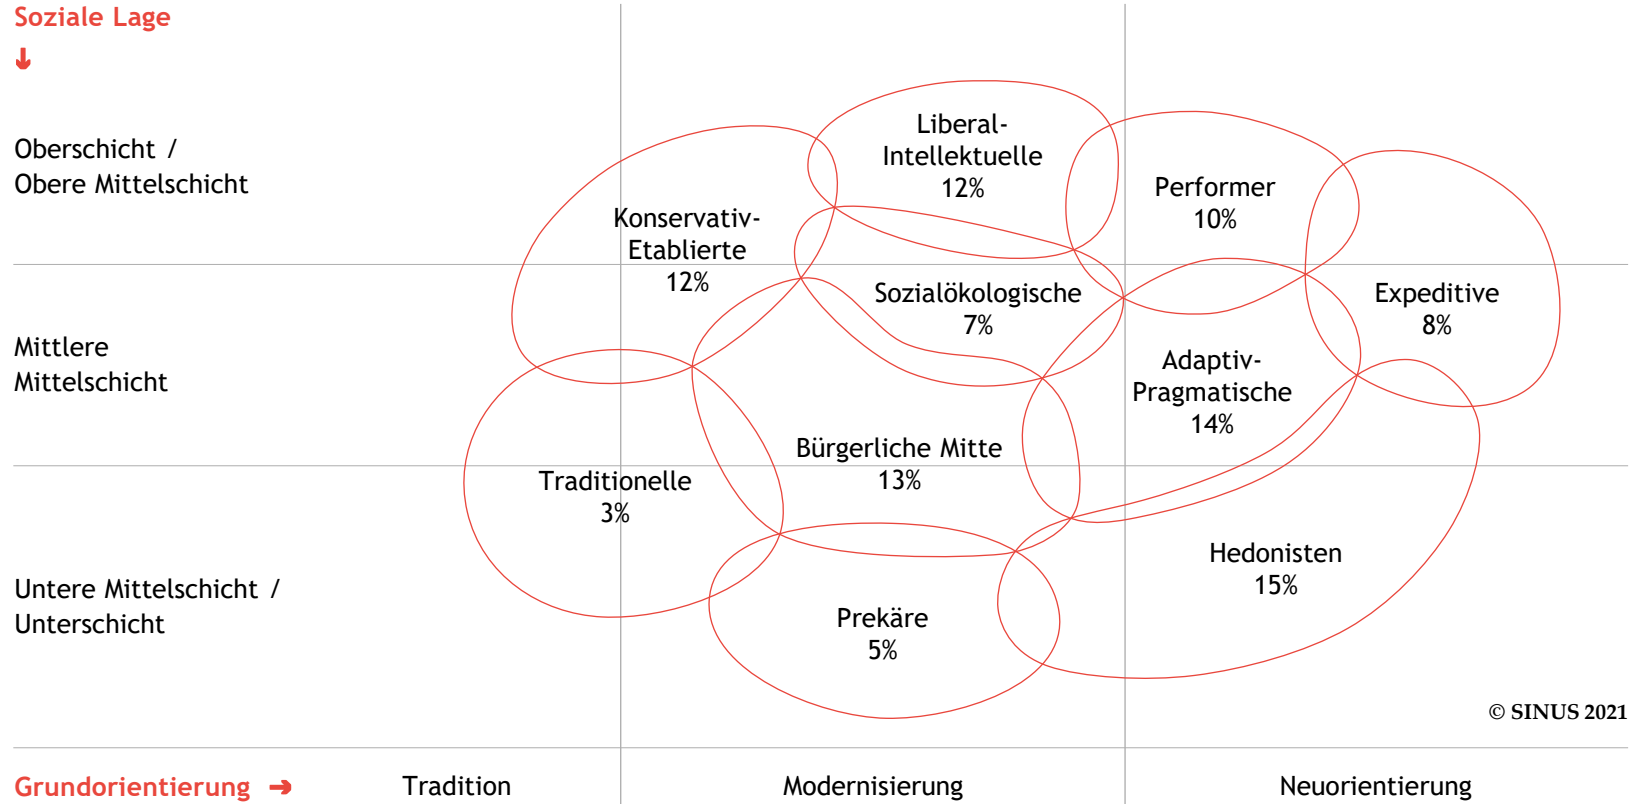 Soziale Lage
↓
Oberschicht /
Obere Mittelschicht
Mittlere
Mittelschicht
Untere Mittelschicht /
Unterschicht
Konservativ-
Etablierte
12%
Liberal-
Intellektuelle
12%
Performer
10%
Expeditive
8%
Sozialökologische
7%
Adaptiv-
Pragmatische
14%
Bürgerliche Mitte
13%
Traditionelle
3%
Hedonisten
15%
Prekäre
5%
© SINUS 2021
Grundorientierung →
Tradition
Modernisierung
Neuorientierung